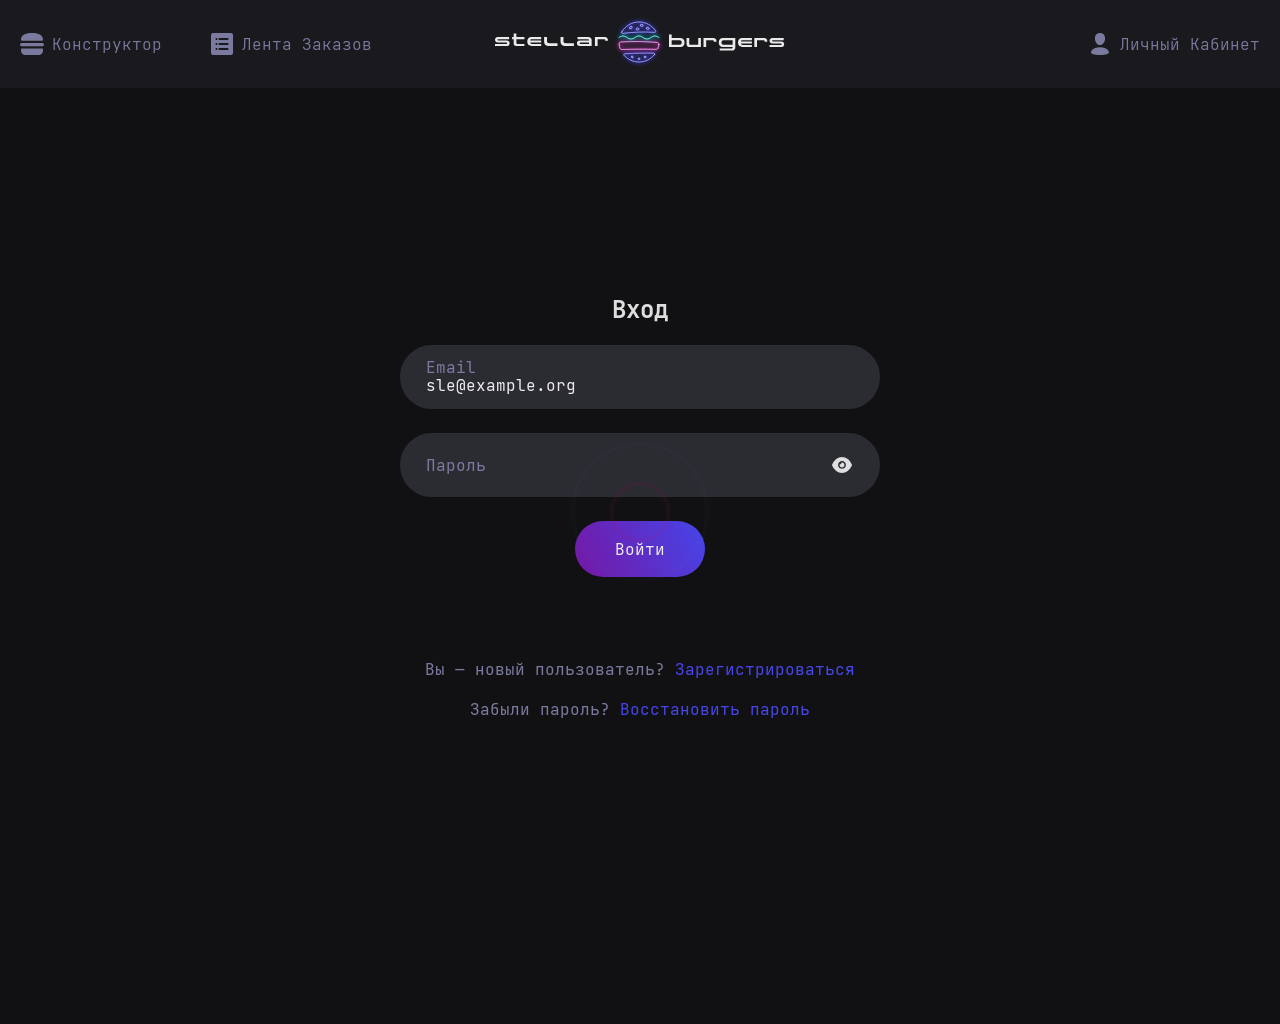 Конструктор
Лента Заказов
stellar burgers
Личный Кабинет
Вход
Email
sle@example.org
Пароль
Войти
Вы — новый пользователь? Зарегистрироваться
Забыли пароль? Восстановить пароль